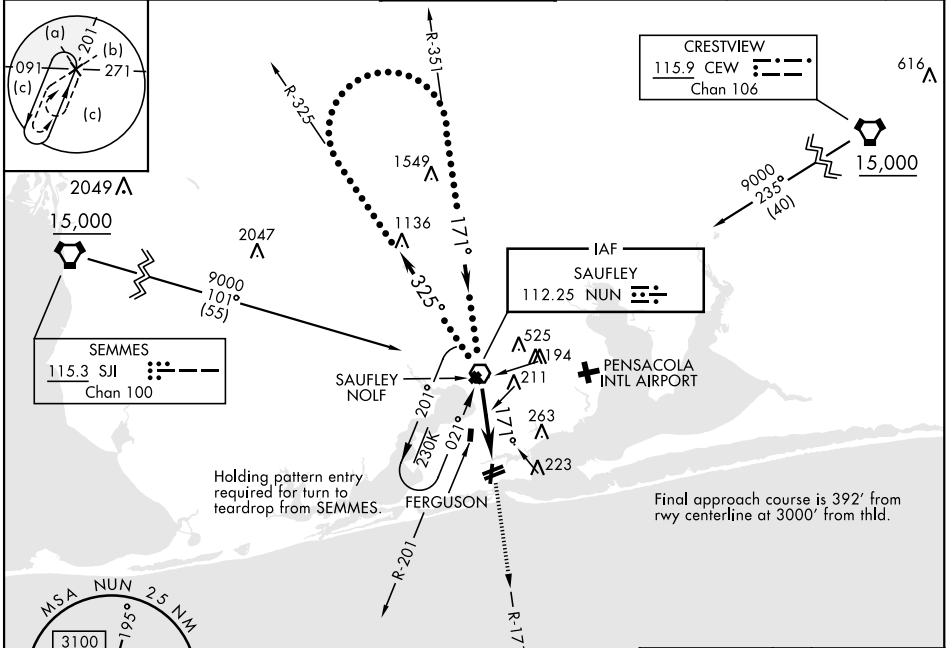 (a)
201
(b)
091
271
(c)
(c)
R-351
R-325
CRESTVIEW
115.9 CEW
Chan 106
616
15,000
9000
235°
(40)
2049
15,000
2047
1549
1136
171°
325°
9000
101°
(55)
IAF
SAUFLEY
112.25 NUN
SEMMES
115.3 SJI
Chan 100
SAUFLEY
NOLF
525
194
211
PENSACOLA
INTL AIRPORT
201°
230K
021°
171°
263
223
Holding pattern entry
required for turn to
teardrop from SEMMES.
FERGUSON
Final approach course is 392' from
rwy centerline at 3000' from thld.
R-201
MSA NUN 25 NM
3100
195°